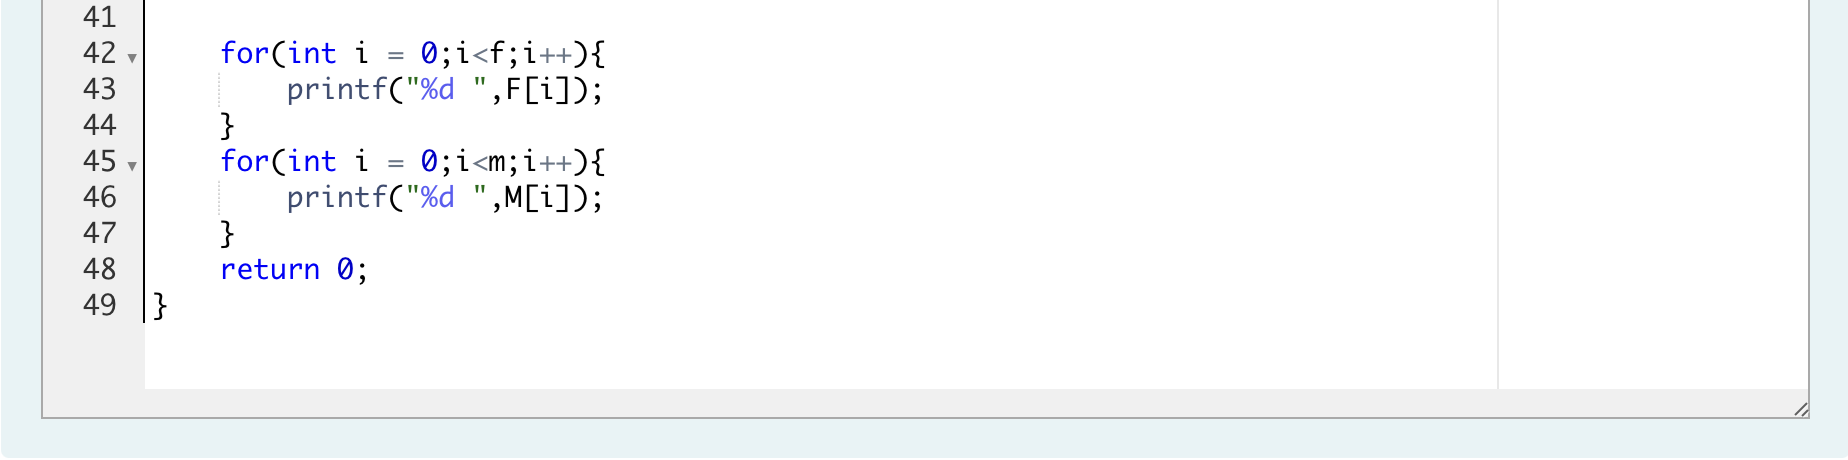 41
42 for(int i = 0;i<f;i++){
43 printf("%d ",F[i]);
44 }
45 for(int i = 0;i<m;i++){
46 printf("%d ",M[i]);
47 }
48 return 0;
49 }